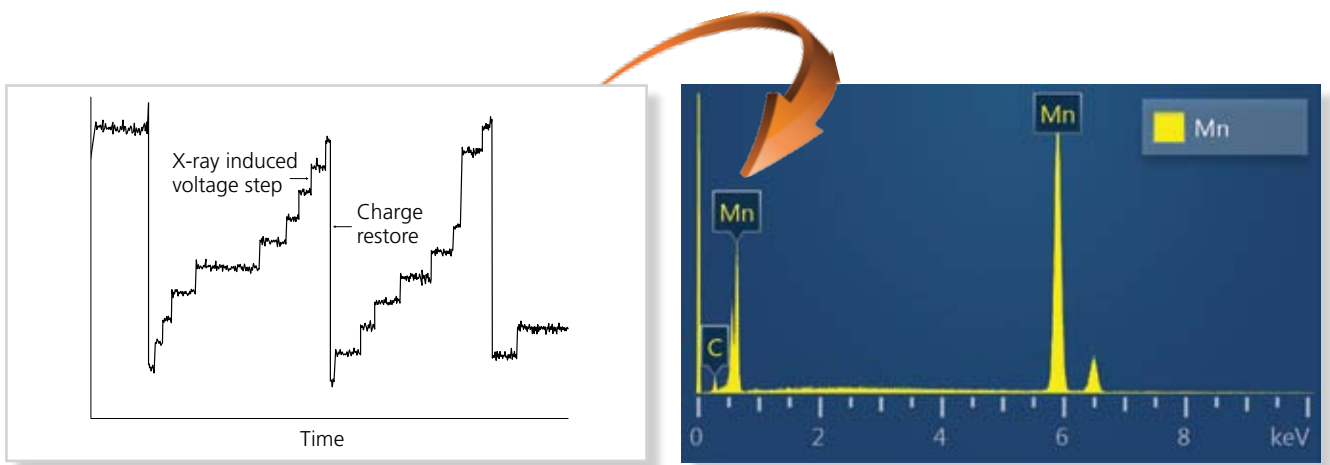 X-ray induced
voltage step
Charge
restore
Time
Mn
Mn
Mn
C
0 2 4 6 8 keV